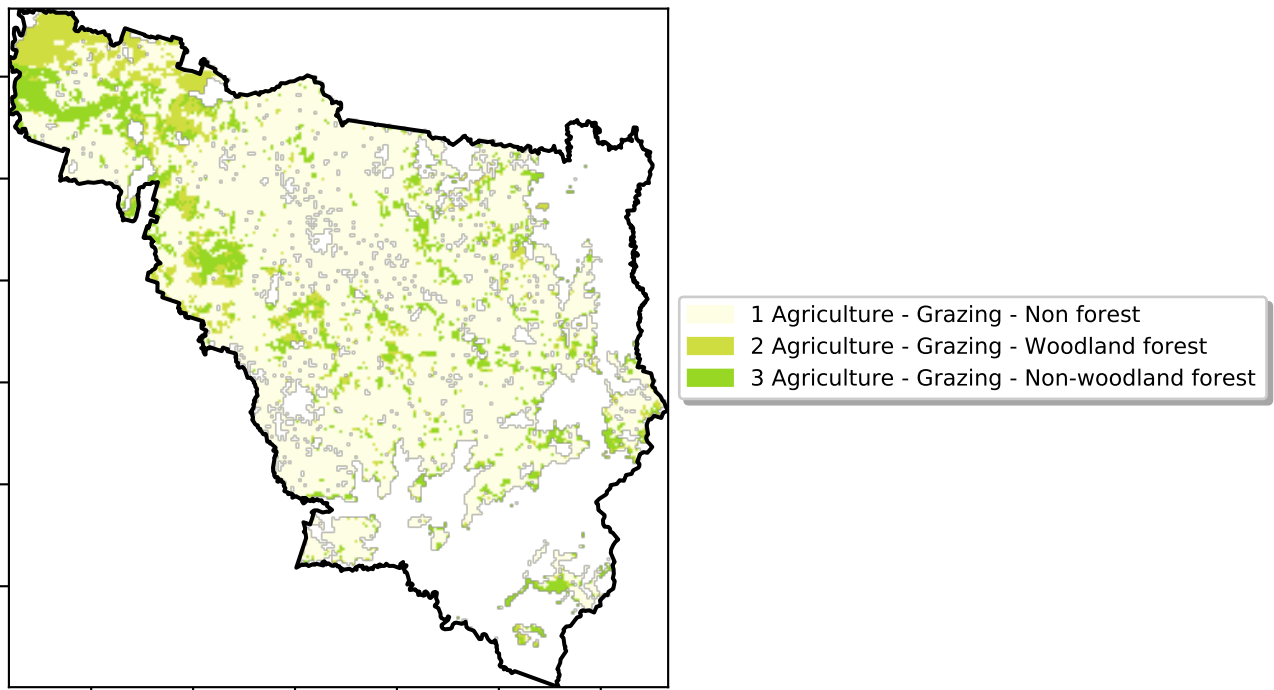 1 Agriculture - Grazing - Non forest
2 Agriculture - Grazing - Woodland forest
3 Agriculture - Grazing - Non-woodland forest